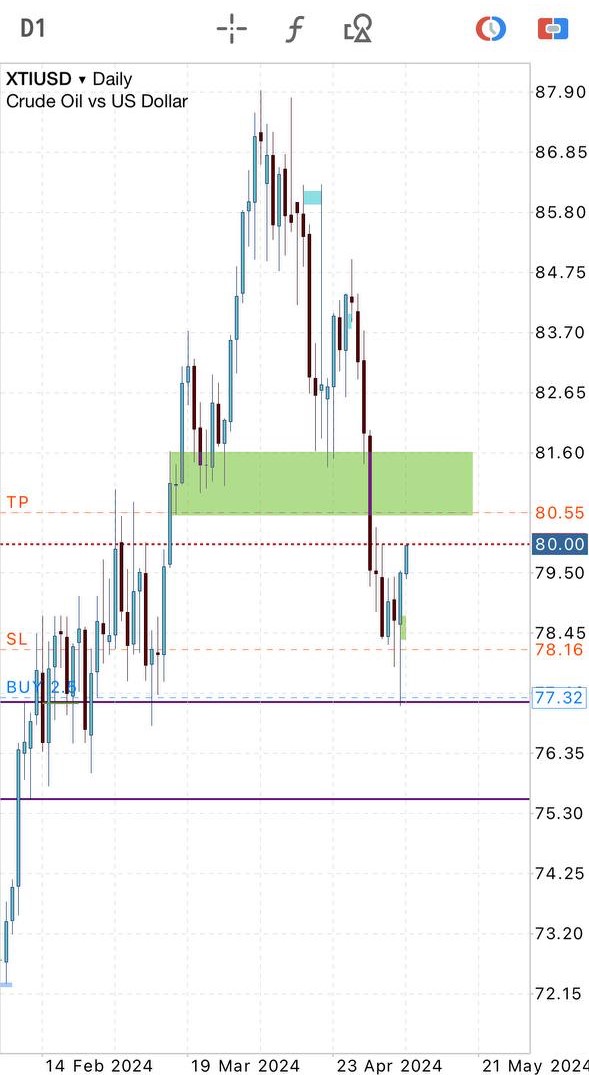 D1
XTIUSD ▾ Daily
Crude Oil vs US Dollar
87.90
86.85
85.80
84.75
83.70
82.65
81.60
TP
80.55
80.00
79.50
78.45
SL
78.16
BUY 2.5
77.32
76.35
75.30
74.25
73.20
72.15
14 Feb 2024
19 Mar 2024
23 Apr 2024
21 May 2024